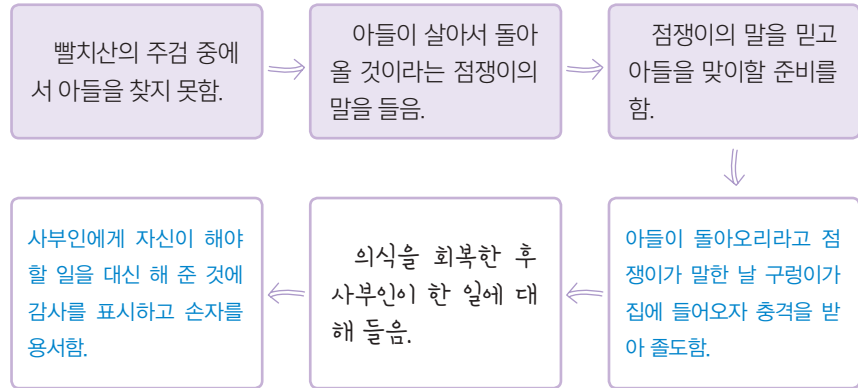 빨치산의 주검 중에
서 아들을 찾지 못함.
아들이 살아서 돌아
올 것이라는 점쟁이의
말을 들음.
점쟁이의 말을 믿고
아들을 맞이할 준비를
함.
아들이 돌아오리라고 점
쟁이가 말한 날 구렁이가
집에 들어오자 충격을 받
아 졸도함.
의식을 회복한 후
사부인이 한 일에 대
해 들음.
사부인에게 자신이 해야
할 일을 대신 해 준 것에
감사를 표시하고 손자를
용서함.